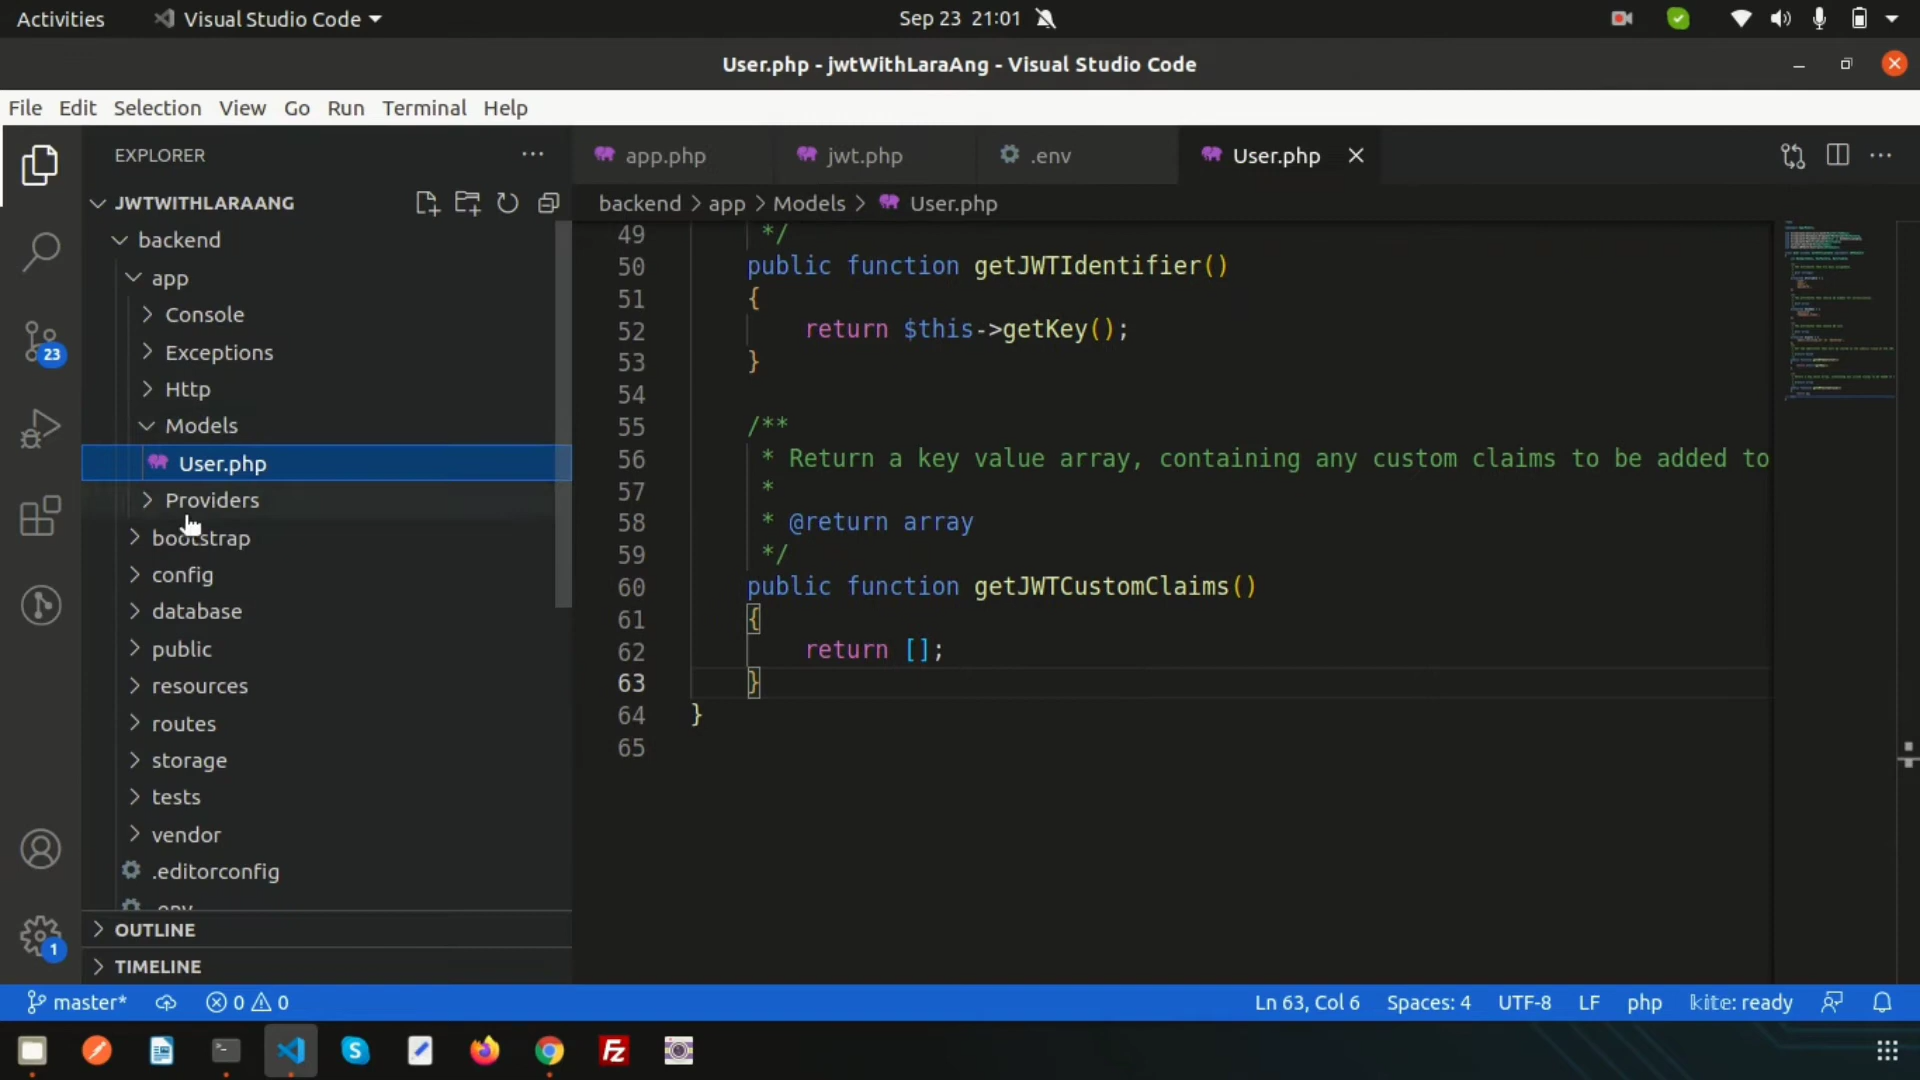 Activities
Visual Studio Code
Sep 23 21:01
User.php - jwtWithLaraAng - Visual Studio Code
File Edit Selection View Go Run Terminal Help
EXPLORER
JWTWITHLARAANG
backend
app
Console
Exceptions
Http
Models
User.php
Providers
bootstrap
config
database
public
resources
routes
storage
tests
vendor
.editorconfig
.env
OUTLINE
TIMELINE
23
1
app.php
jwt.php
.env
User.php
backend > app > Models > User.php
49 */
50 public function getJWTIdentifier()
51 {
52 return $this->getKey();
53 }
54
55 /**
56 * Return a key value array, containing any custom claims to be added to
57 *
58 * @return array
59 */
60 public function getJWTCustomClaims()
61 {
62 return [];
63 }
64 }
65
master* 0 0
Ln 63, Col 6 Spaces: 4 UTF-8 LF php kite: ready
S
Fz